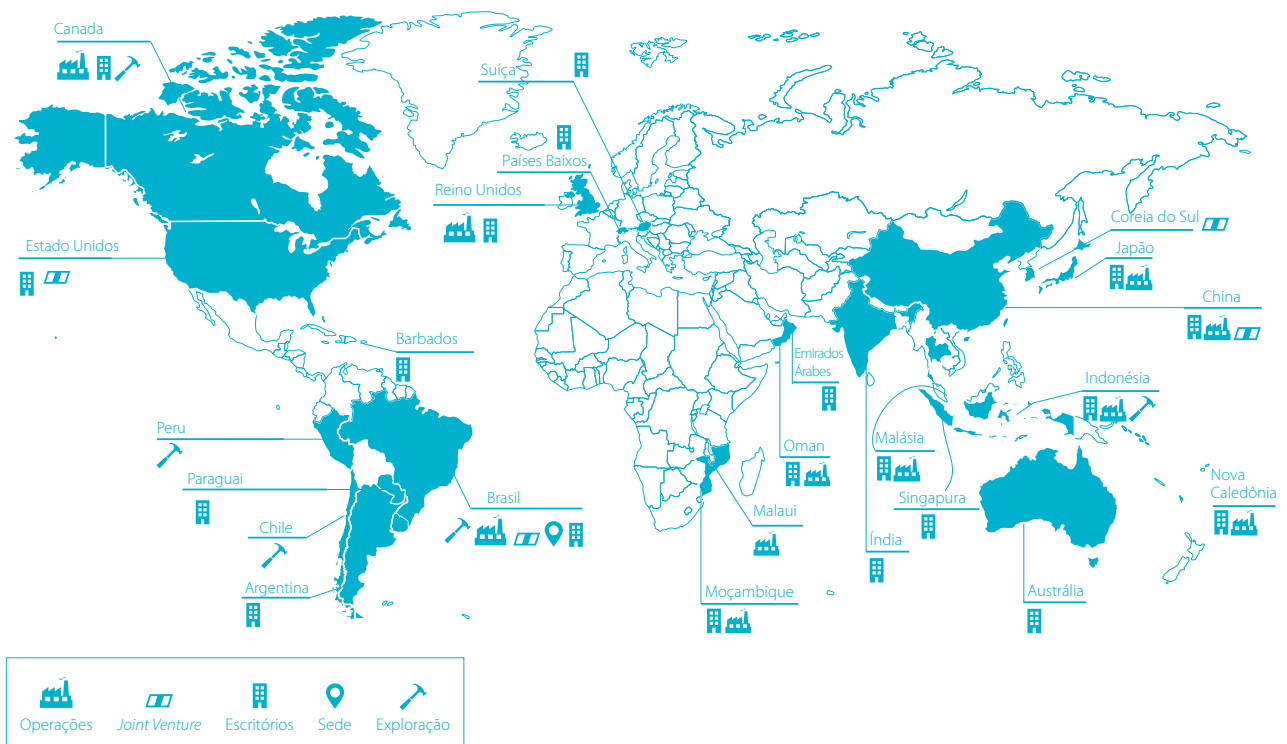 Canada
Suíça
Países Baixos
Reino Unidos
Estado Unidos
Coreia do Sul
Japão
China
Barbados
Emirados
Árabes
Indonésia
Peru
Oman
Malásia
Paraguai
Brasil
Singapura
Nova
Caledônia
Chile
Malaui
Índia
Argentina
Moçambique
Austrália
Operações
Joint Venture
Escritórios
Sede
Exploração